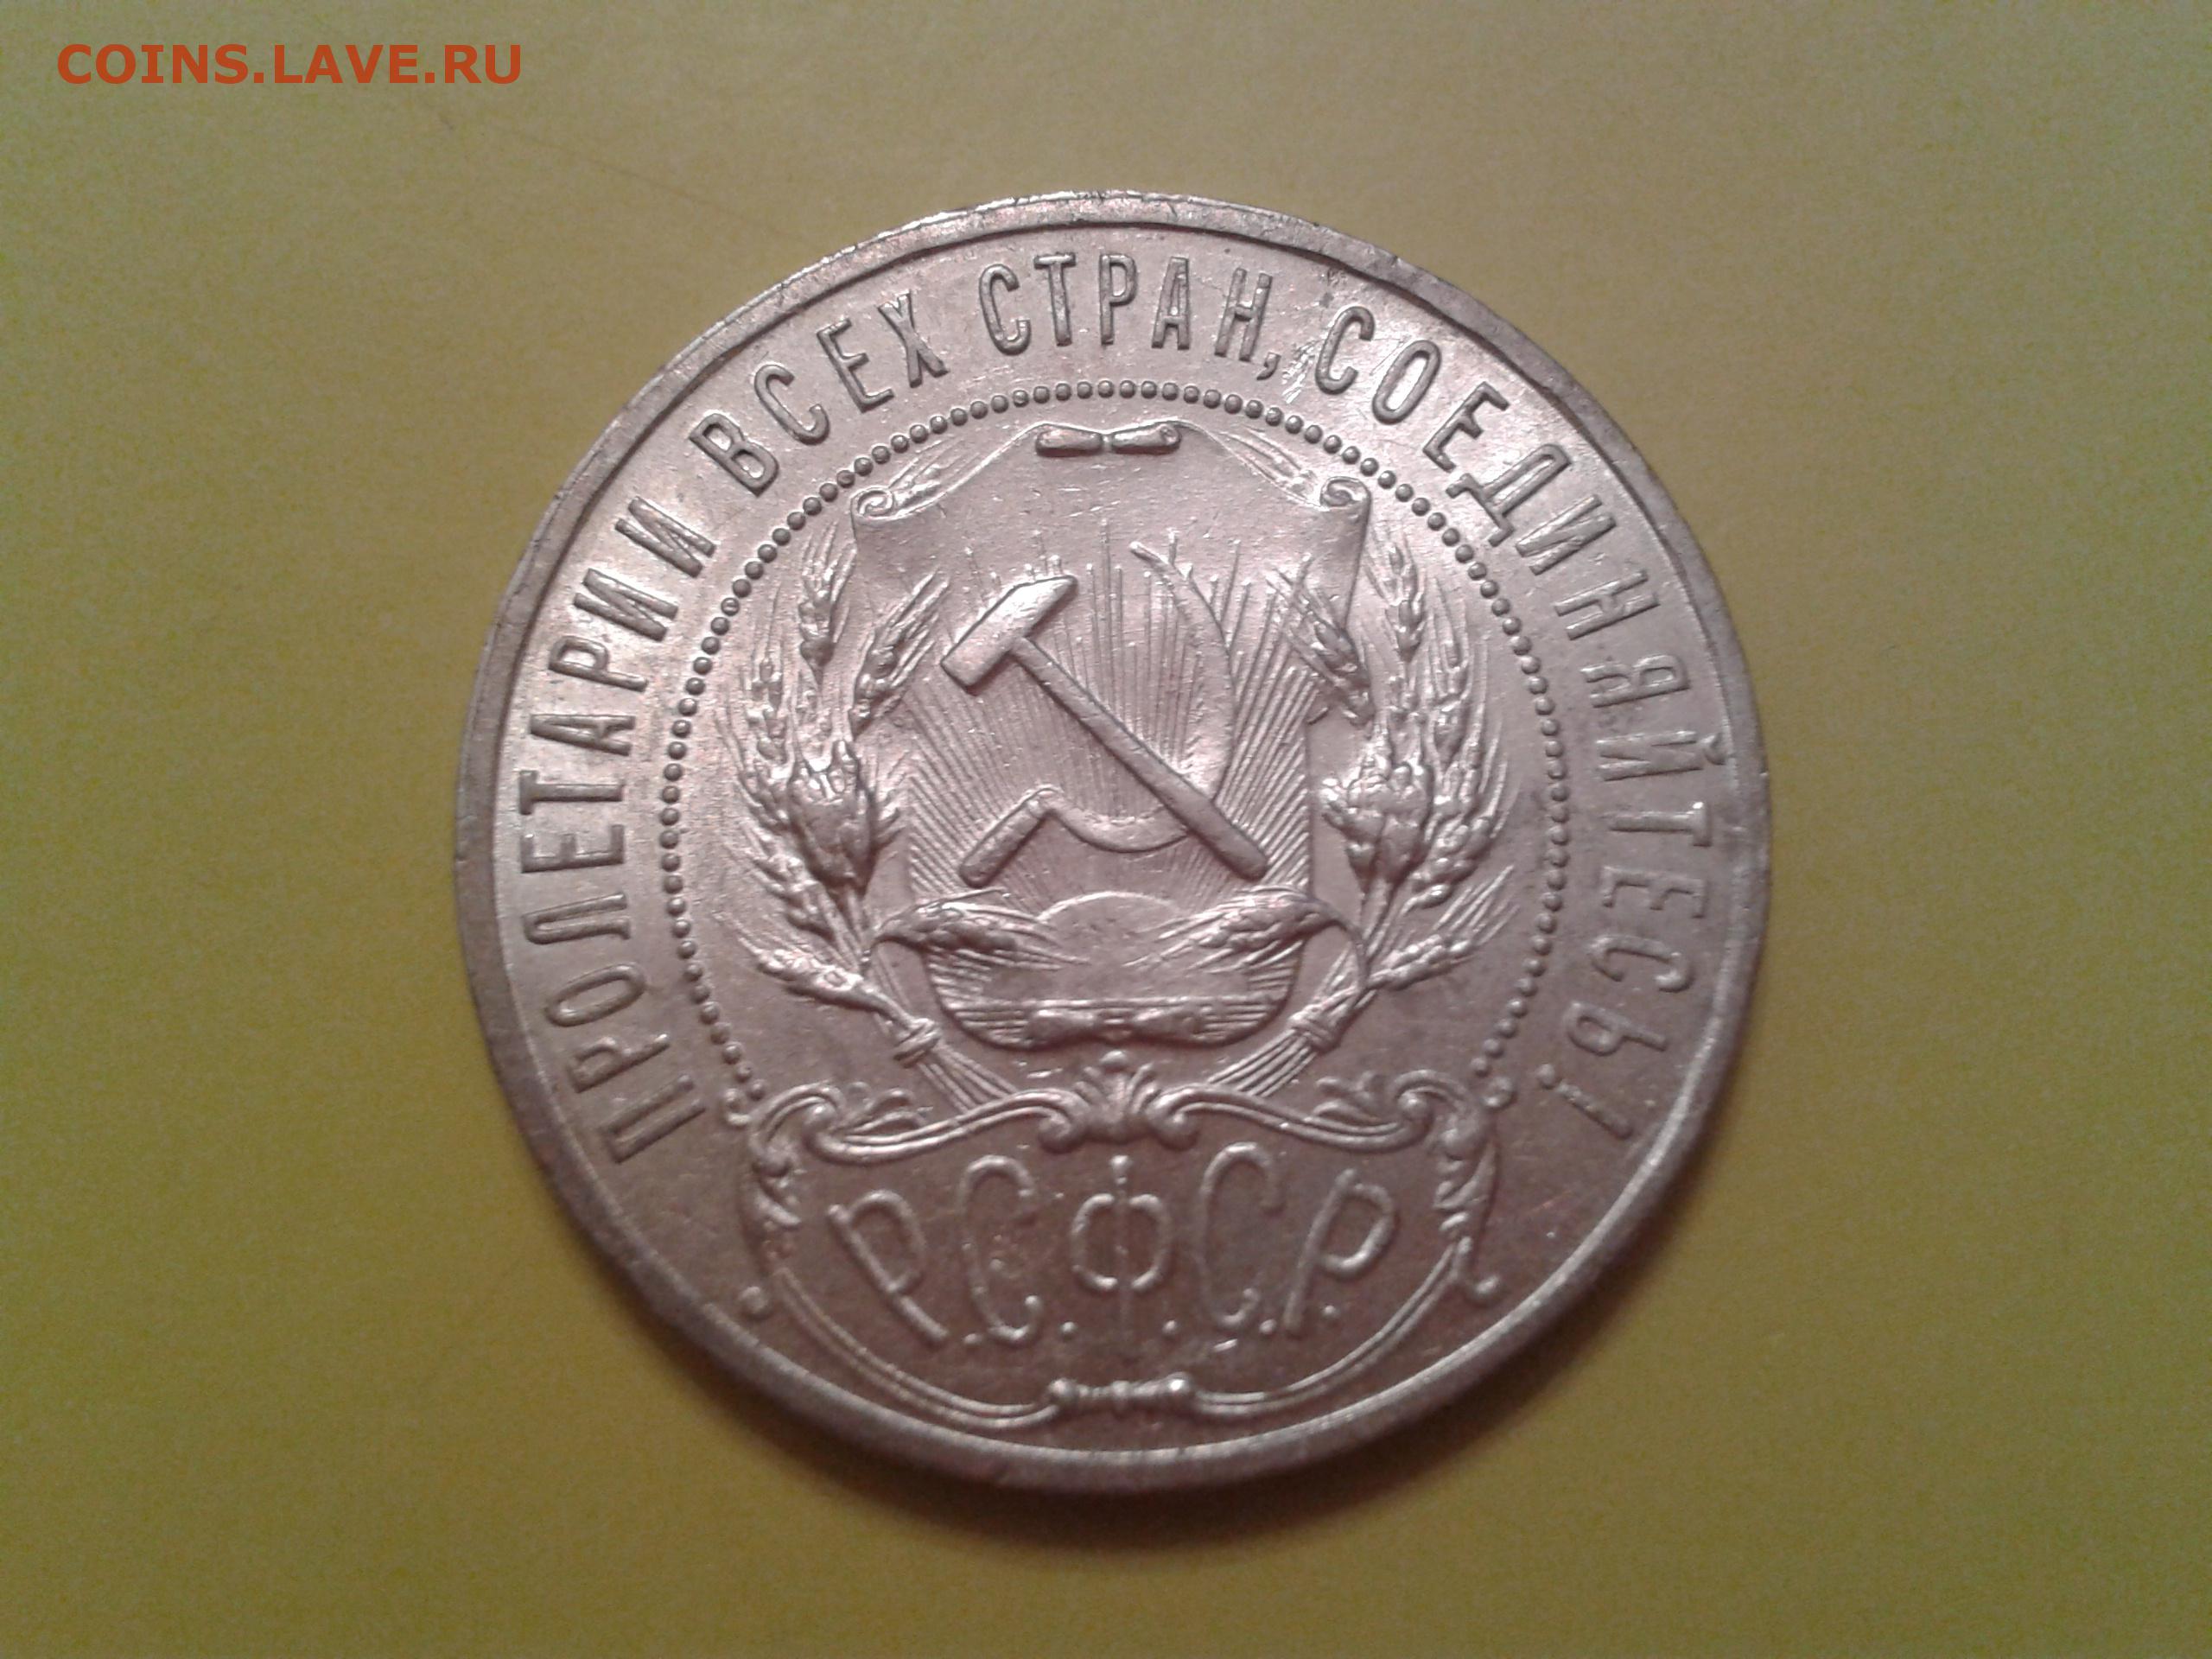 COINS.LAVE.RU
ПРОЛЕТАРИИ ВСЕХ СТРАН, СОЕДИНЯЙТЕСЬ!
Р.С.Ф.С.Р.